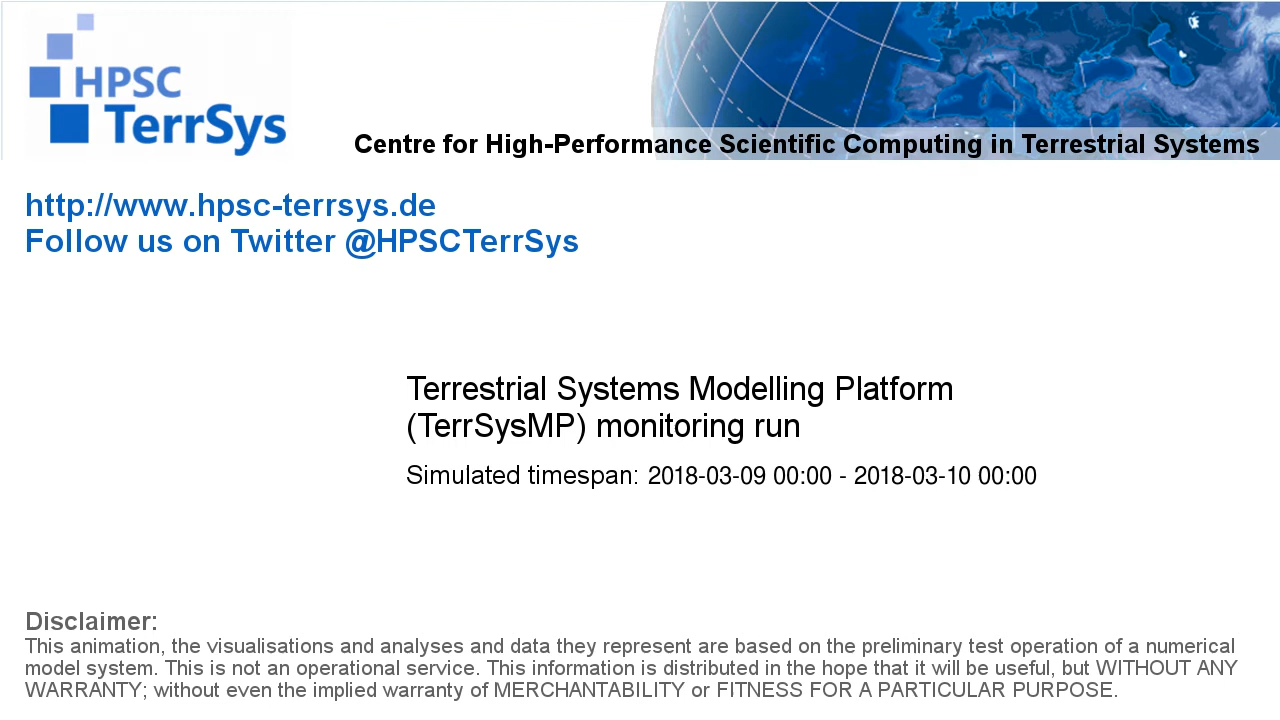 HPSC
TerrSys
Centre for High-Performance Scientific Computing in Terrestrial Systems
http://www.hpsc-terrsys.de
Follow us on Twitter @HPSCTerrSys
Terrestrial Systems Modelling Platform
(TerrSysMP) monitoring run
Simulated timespan: 2018-03-09 00:00 - 2018-03-10 00:00
Disclaimer:
This animation, the visualisations and analyses and data they represent are based on the preliminary test operation of a numerical
model system. This is not an operational service. This information is distributed in the hope that it will be useful, but WITHOUT ANY
WARRANTY; without even the implied warranty of MERCHANTABILITY or FITNESS FOR A PARTICULAR PURPOSE.